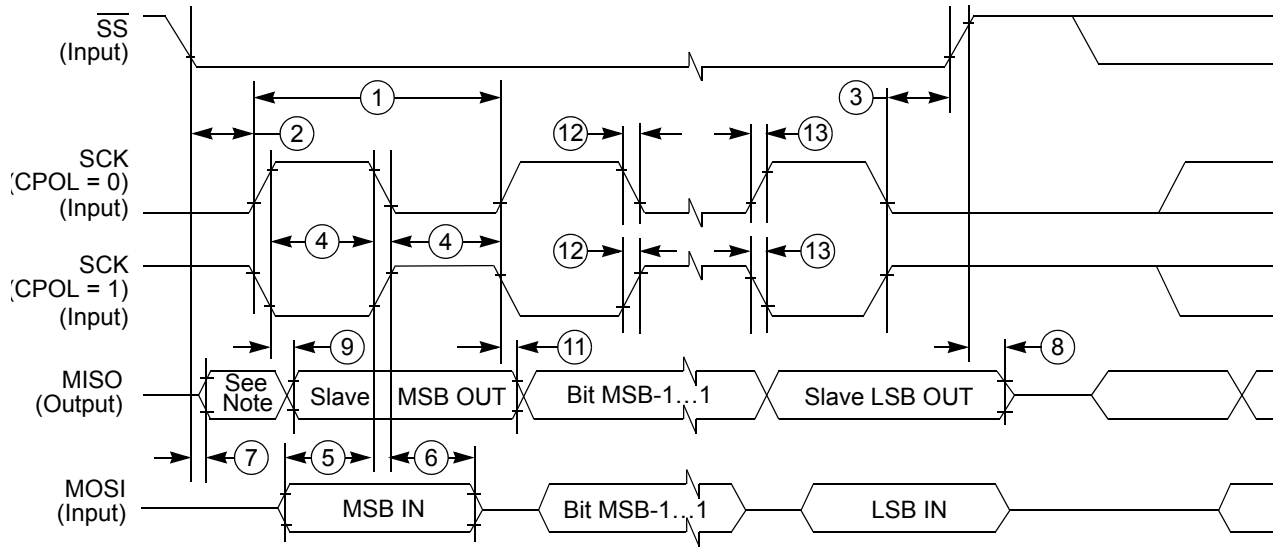 SS
(Input)
1
3
2
12
13
SCK
(CPOL = 0)
(Input)
4
4
12
13
SCK
(CPOL = 1)
(Input)
9
11
8
MISO
(Output)
See
Note
Slave
MSB OUT
Bit MSB-1…1
Slave LSB OUT
7
5
6
MOSI
(Input)
MSB IN
Bit MSB-1…1
LSB IN